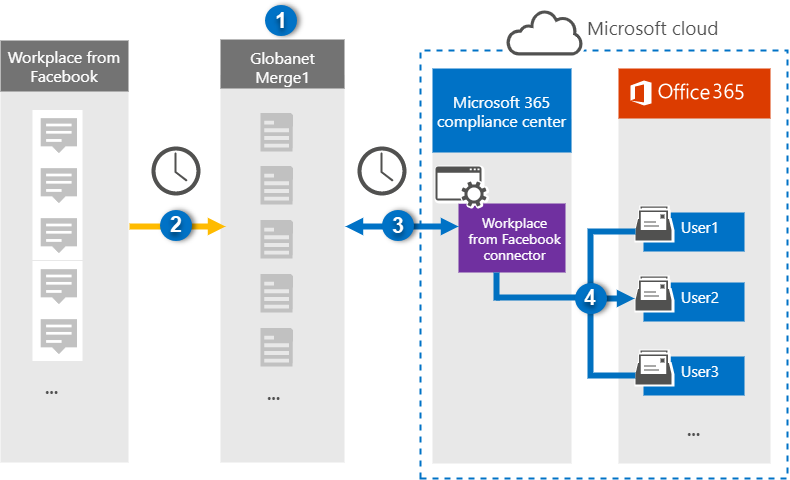 1
Microsoft cloud
Workplace from
Facebook
Globanet
Merge1
Microsoft 365
compliance center
Office 365
2
3
Workplace
from Facebook
connector
User1
4
User2
User3
...
...
...